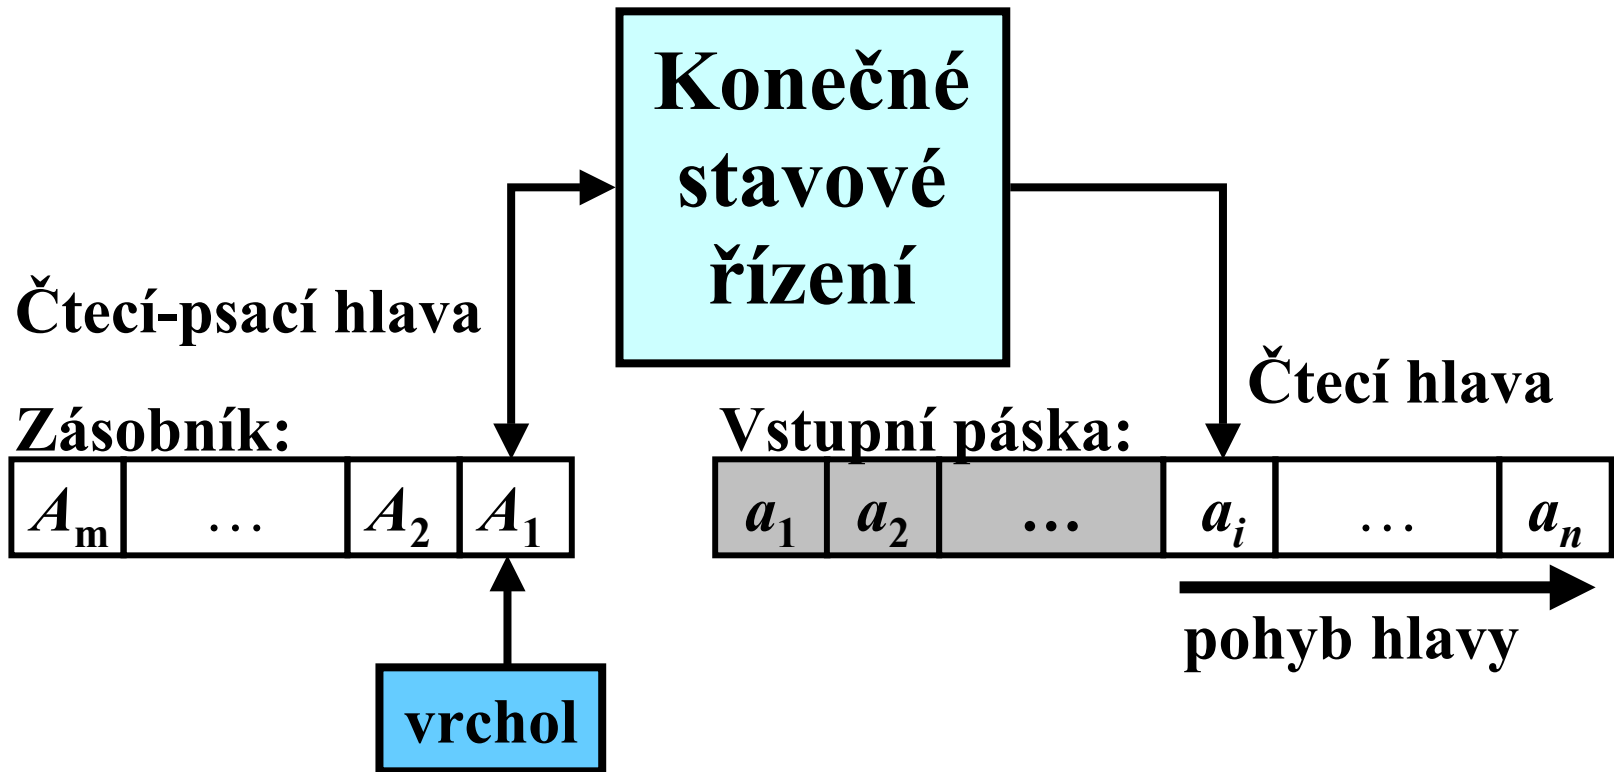 Konečné
stavové
řízení
Čtecí-psací hlava
Čtecí hlava
Zásobník:
Vstupní páska:
Aₘ … A₂ A₁
a₁ a₂ … aᵢ … aₙ
pohyb hlavy
vrchol